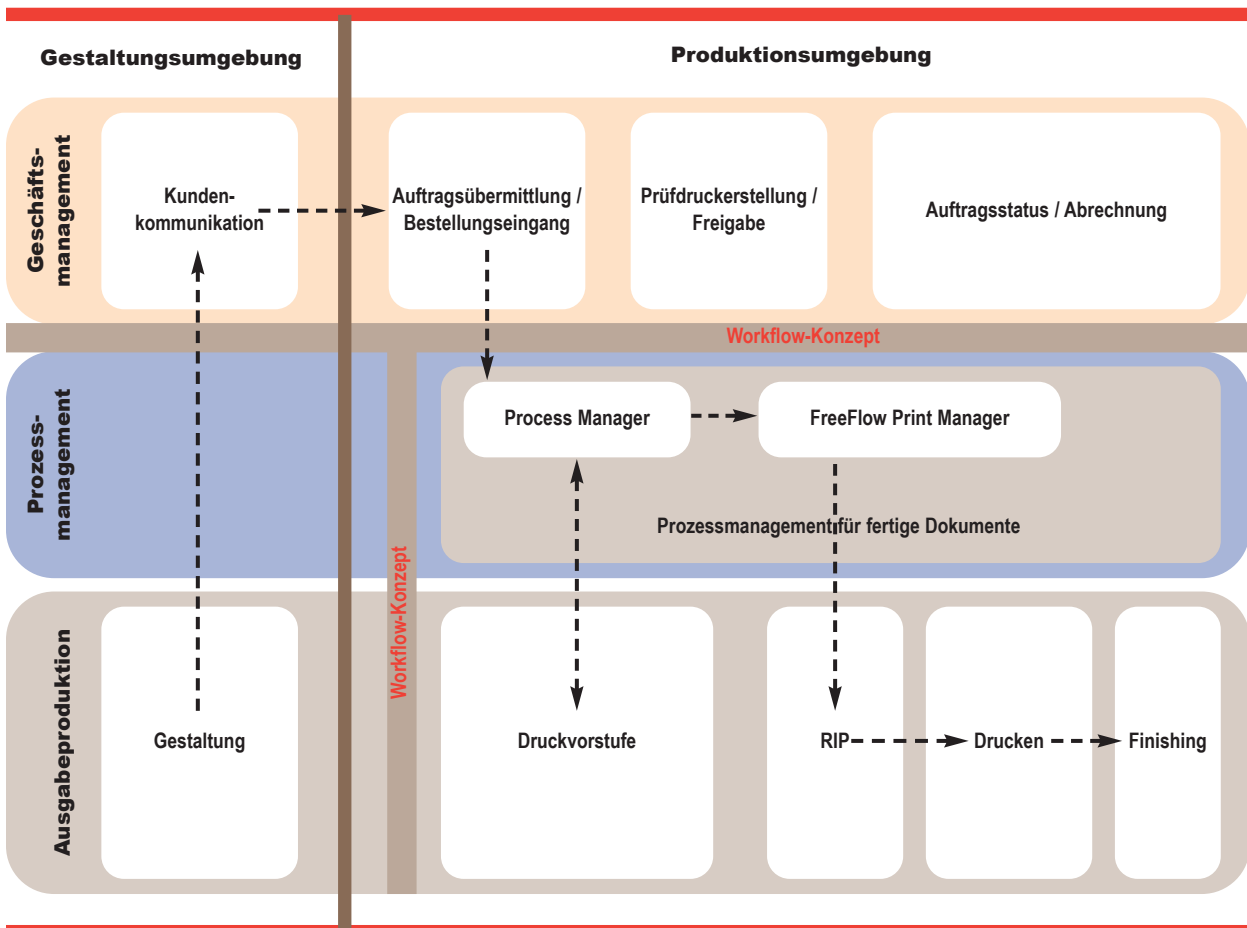 Gestaltungsumgebung
Produktionsumgebung
Geschäfts-
management
Kunden-
kommunikation
Auftragsübermittlung /
Bestellungseingang
Prüfdruckerstellung /
Freigabe
Auftragsstatus / Abrechnung
Workflow-Konzept
Prozess-
management
Process Manager
FreeFlow Print Manager
Prozessmanagement für fertige Dokumente
Workflow-Konzept
Ausgabeproduktion
Gestaltung
Druckvorstufe
RIP
Drucken
Finishing